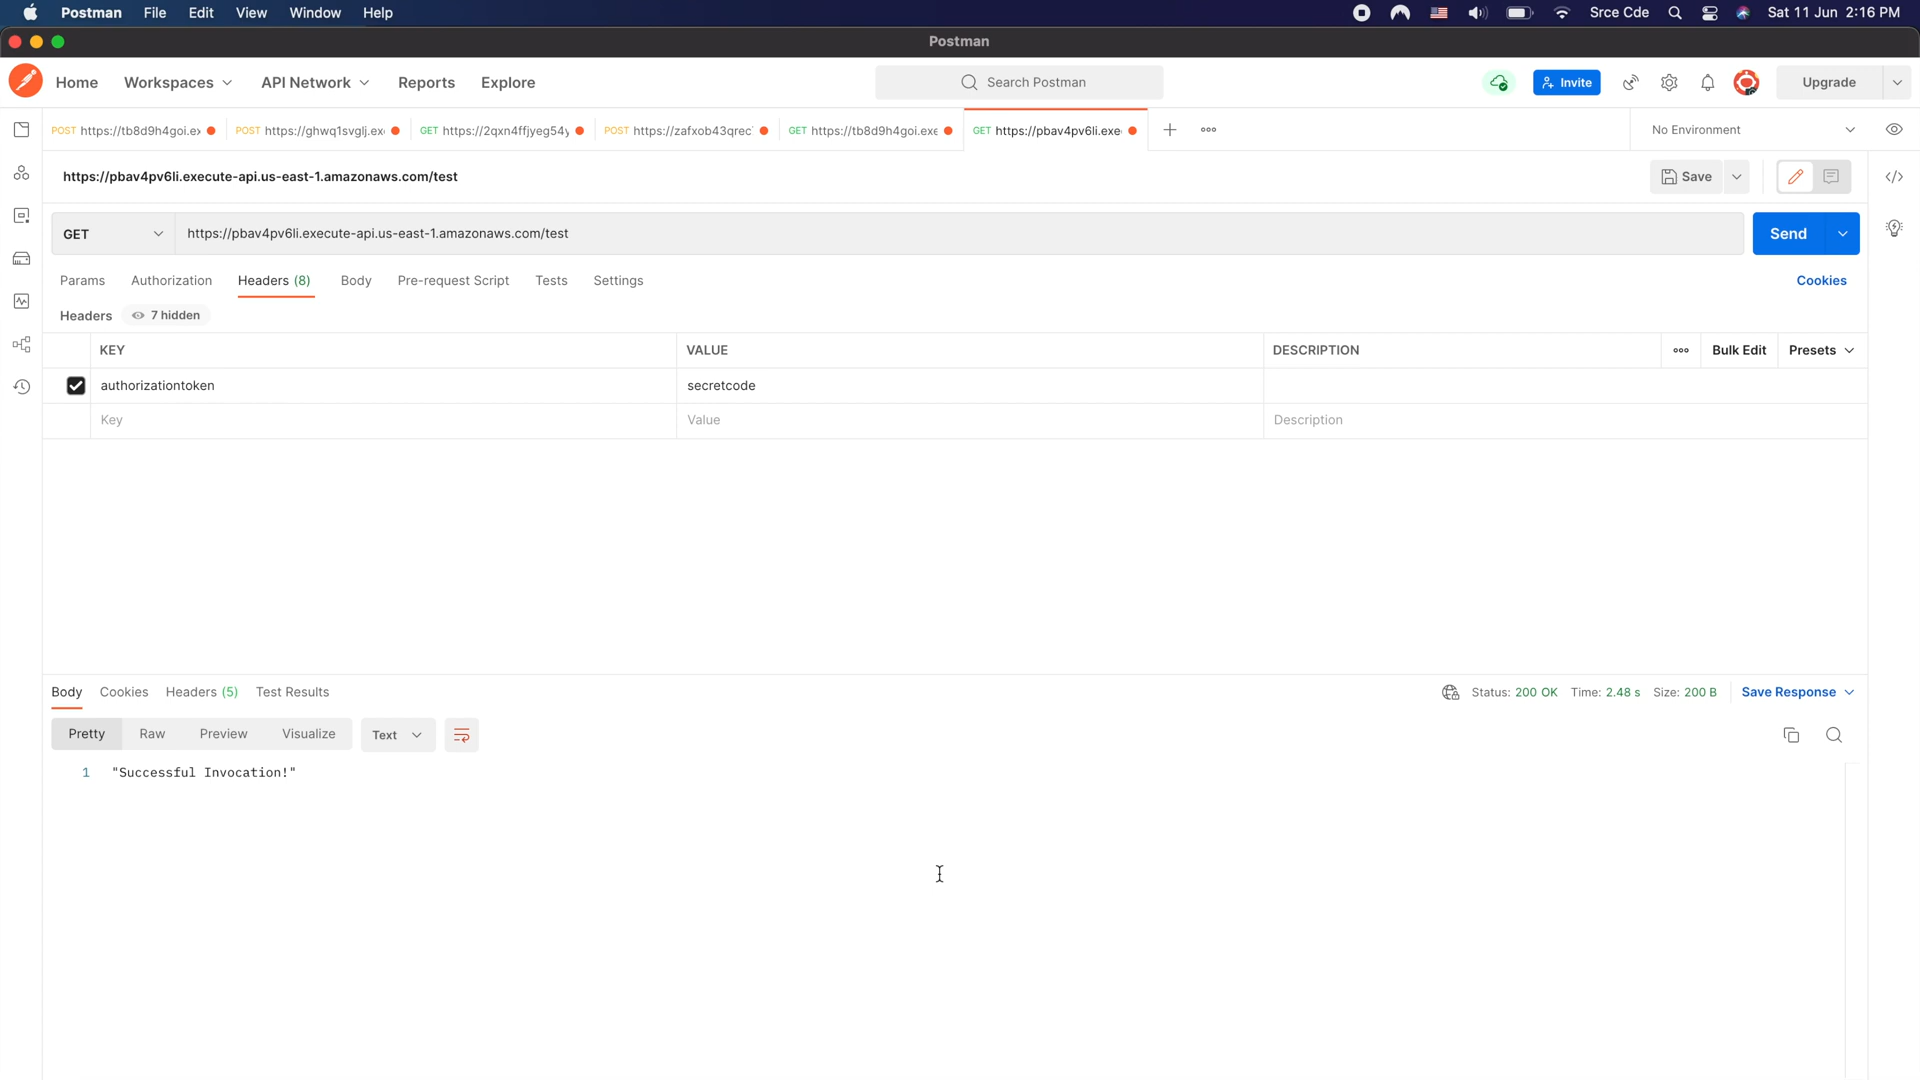 Postman File Edit View Window Help Srce Cde Sat 11 Jun 2:16 PM
Postman
Home Workspaces API Network Reports Explore Search Postman Invite Upgrade
POST https://tb8d9h4goi.ex POST https://ghwq1svglj.ex GET https://2qxn4ffjyeg54y POST https://zafxob43qrec GET https://tb8d9h4goi.exe GET https://pbav4pv6li.exe No Environment
https://pbav4pv6li.execute-api.us-east-1.amazonaws.com/test Save
GET https://pbav4pv6li.execute-api.us-east-1.amazonaws.com/test Send
Params Authorization Headers (8) Body Pre-request Script Tests Settings Cookies
Headers 7 hidden
KEY VALUE DESCRIPTION Bulk Edit Presets
authorizationtoken secretcode
Key Value Description
Body Cookies Headers (5) Test Results Status: 200 OK Time: 2.48 s Size: 200 B Save Response
Pretty Raw Preview Visualize Text
1 "Successful Invocation!"